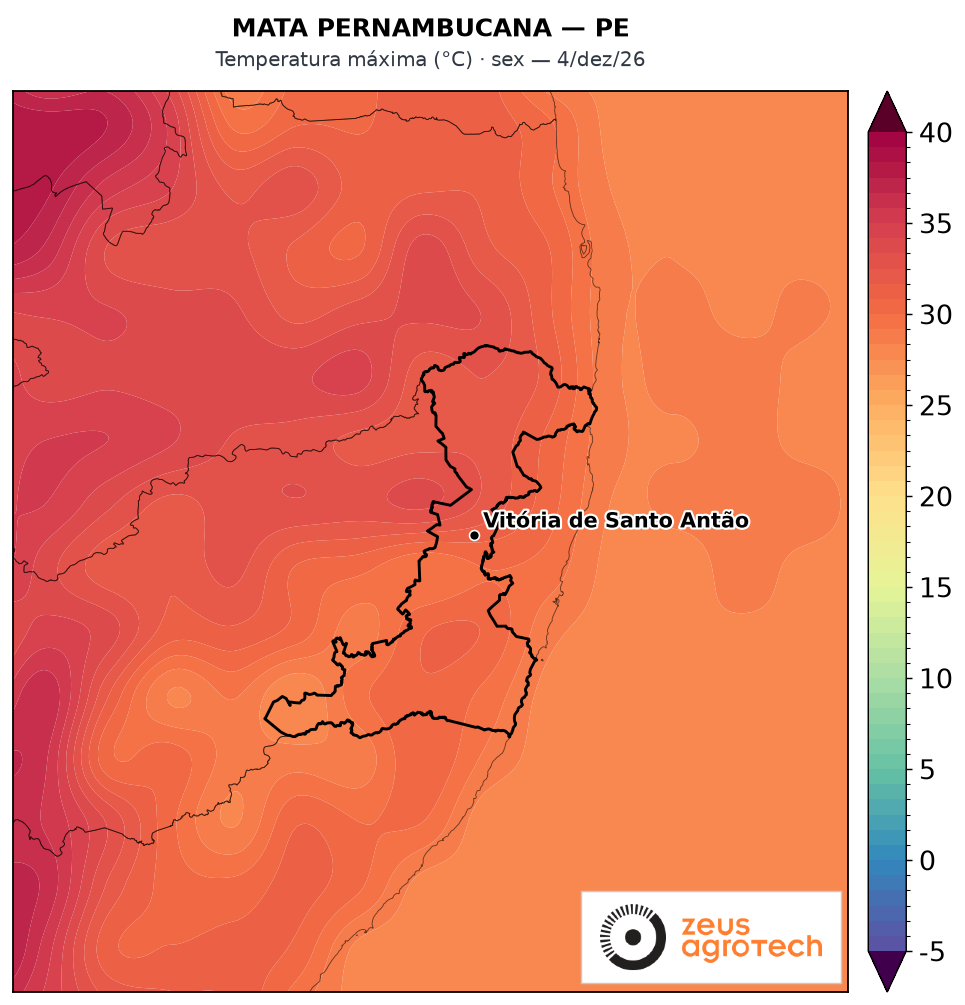 MATA PERNAMBUCANA — PE
Temperatura máxima (°C) · sex — 4/dez/26
40
35
30
25
20
15
10
5
0
-5
Vitória de Santo Antão
zeus
agrotech